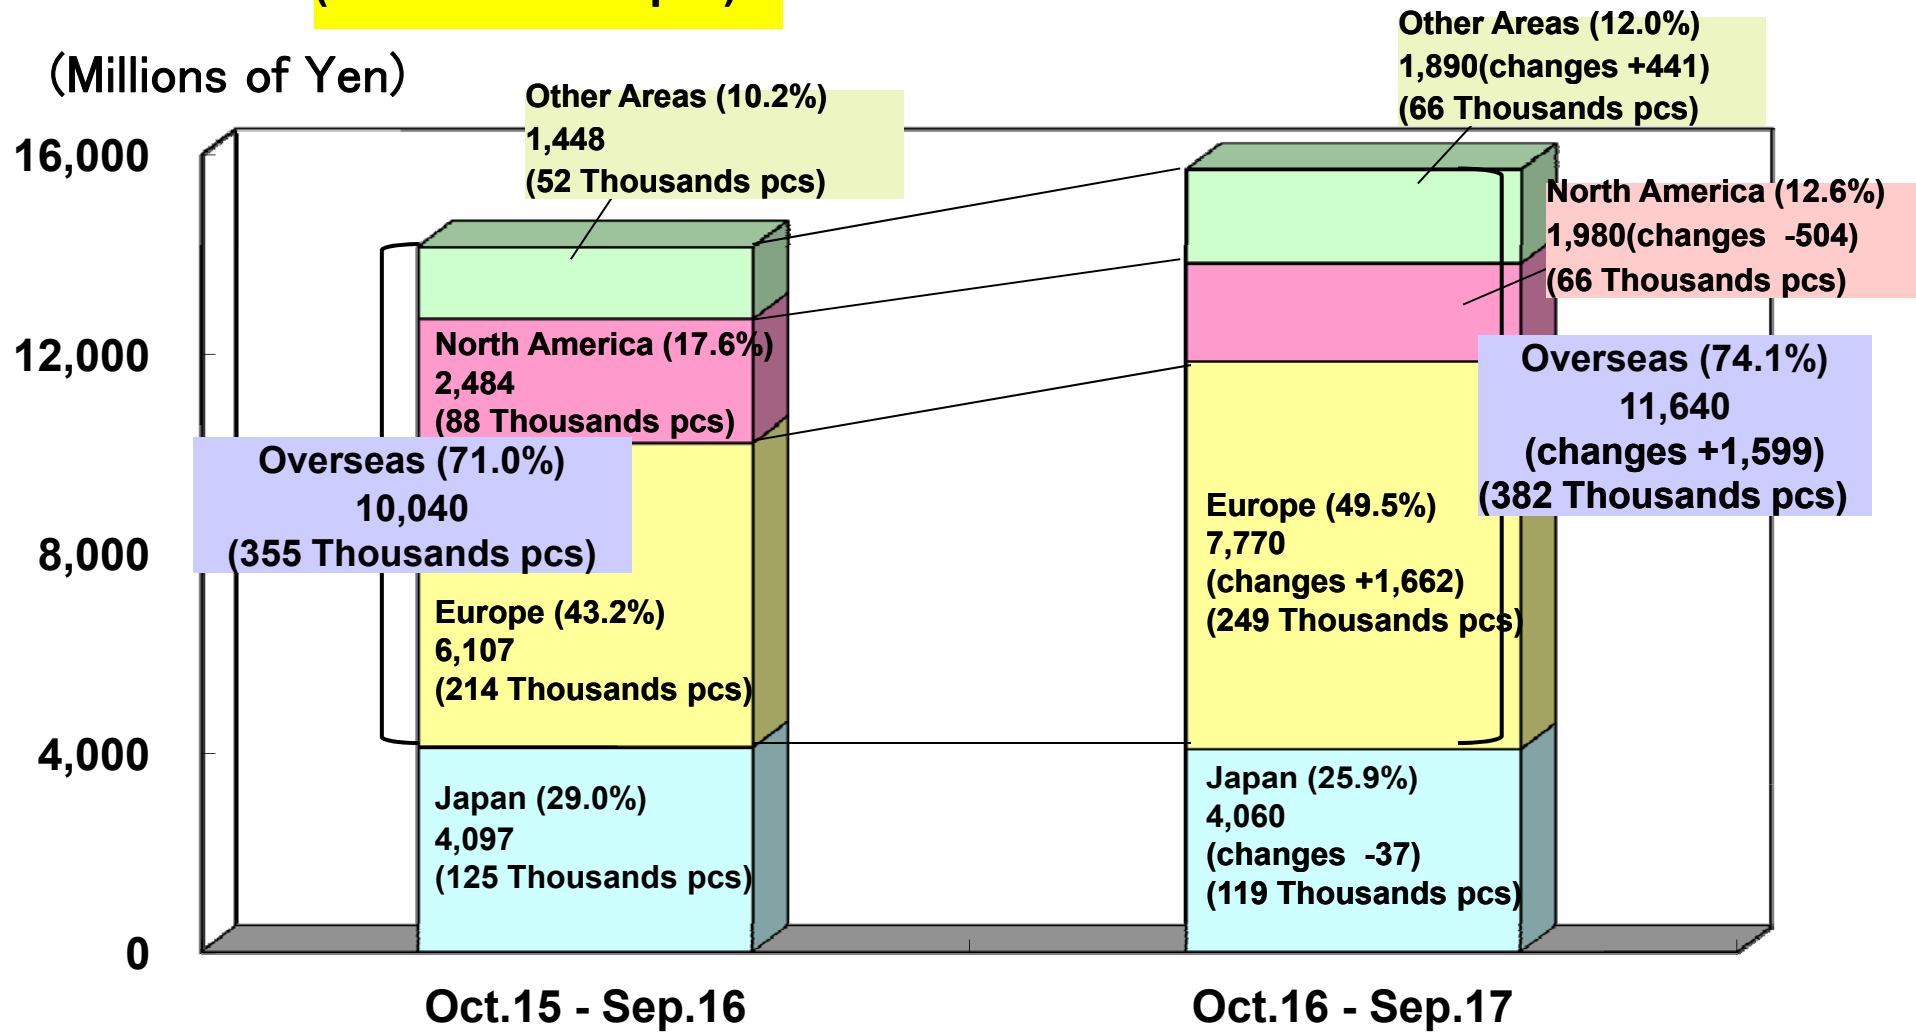 (Millions of Yen)
Other Areas (10.2%)
1,448
(52 Thousands pcs)
Other Areas (12.0%)
1,890(changes +441)
(66 Thousands pcs)
16,000
12,000
8,000
4,000
0
North America (17.6%)
2,484
(88 Thousands pcs)
North America (12.6%)
1,980(changes -504)
(66 Thousands pcs)
Overseas (71.0%)
10,040
(355 Thousands pcs)
Overseas (74.1%)
11,640
(changes +1,599)
(382 Thousands pcs)
Europe (43.2%)
6,107
(214 Thousands pcs)
Europe (49.5%)
7,770
(changes +1,662)
(249 Thousands pcs)
Japan (29.0%)
4,097
(125 Thousands pcs)
Japan (25.9%)
4,060
(changes -37)
(119 Thousands pcs)
Oct.15 - Sep.16
Oct.16 - Sep.17